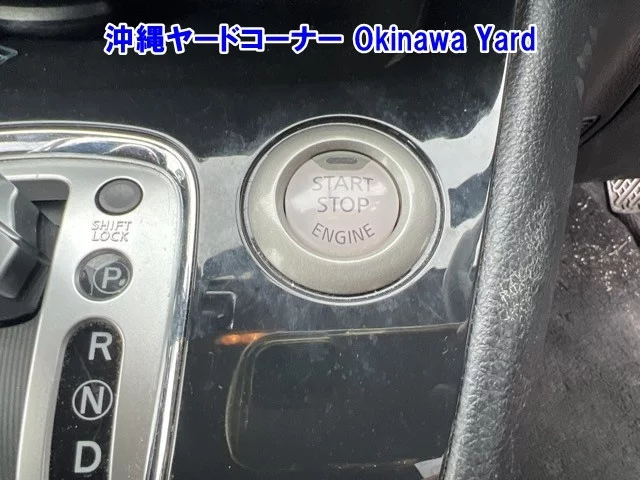 沖縄ヤードコーナー Okinawa Yard
START
STOP
ENGINE
SHIFT
LOCK
P
R
N
D